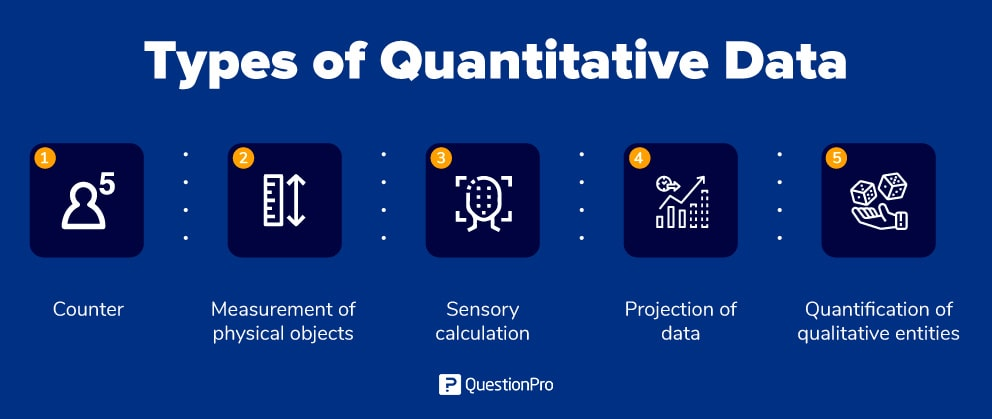 Types of Quantitative Data
1
5
2
3
4
5
Counter
Measurement of
physical objects
Sensory
calculation
Projection of
data
Quantification of
qualitative entities
? QuestionPro